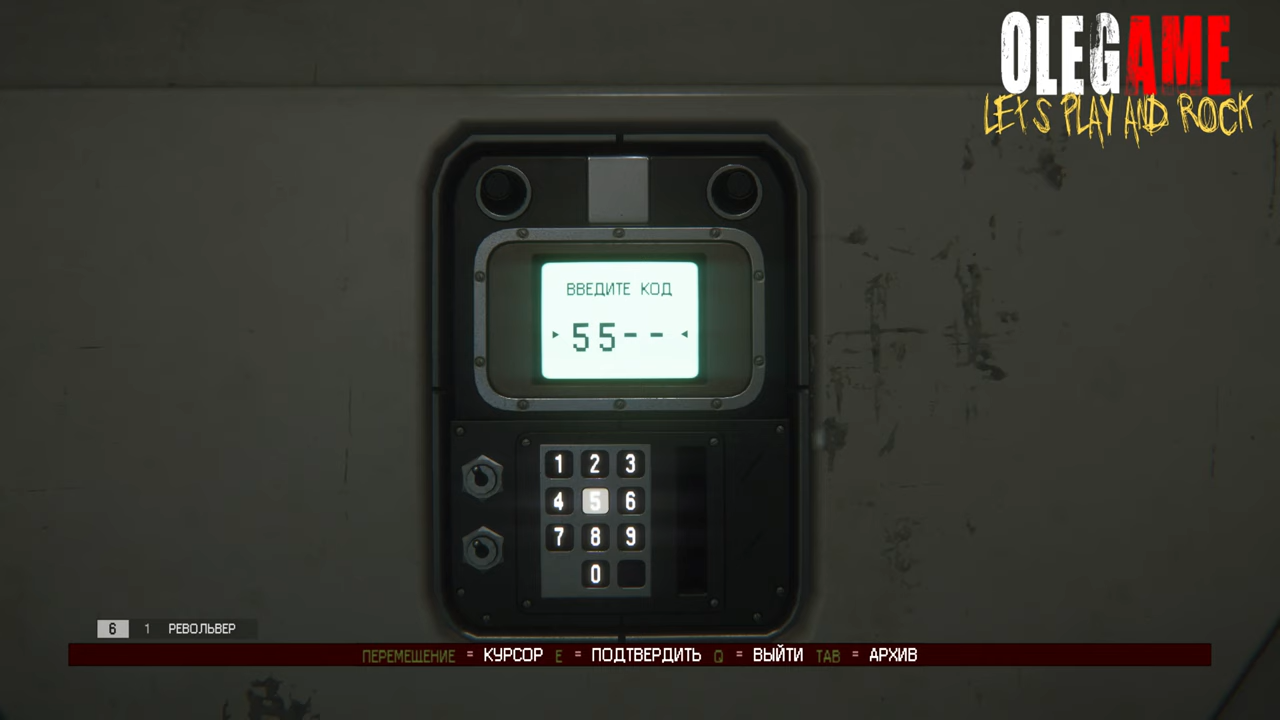 OLEGAME
LET'S PLAY AND ROCK
ВВЕДИТЕ КОД
55--
1 2 3
4 5 6
7 8 9
0
6 1 РЕВОЛЬВЕР
ПЕРЕМЕЩЕНИЕ = КУРСОР E = ПОДТВЕРДИТЬ Q = ВЫЙТИ TAB = АРХИВ